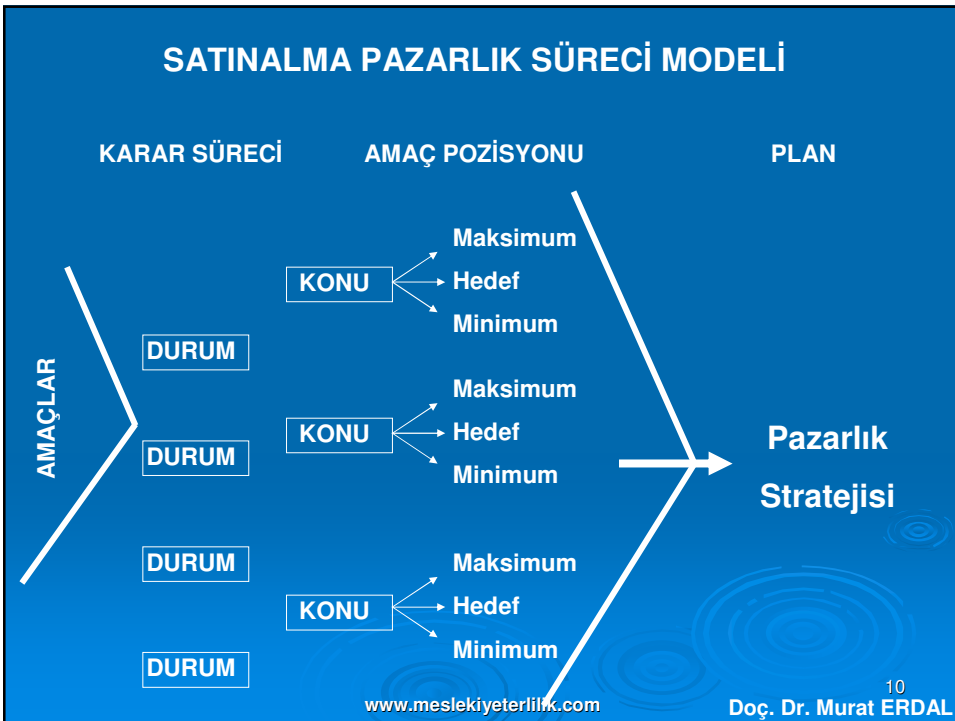 SATINALMA PAZARLIK SÜRECİ MODELİ
KARAR SÜRECİ
AMAÇ POZİSYONU
PLAN
AMAÇLAR
DURUM
DURUM
DURUM
DURUM
KONU
Maksimum
Hedef
Minimum
KONU
Maksimum
Hedef
Minimum
KONU
Maksimum
Hedef
Minimum
Pazarlık
Stratejisi
www.meslekiyeterlilik.com
10
Doç. Dr. Murat ERDAL